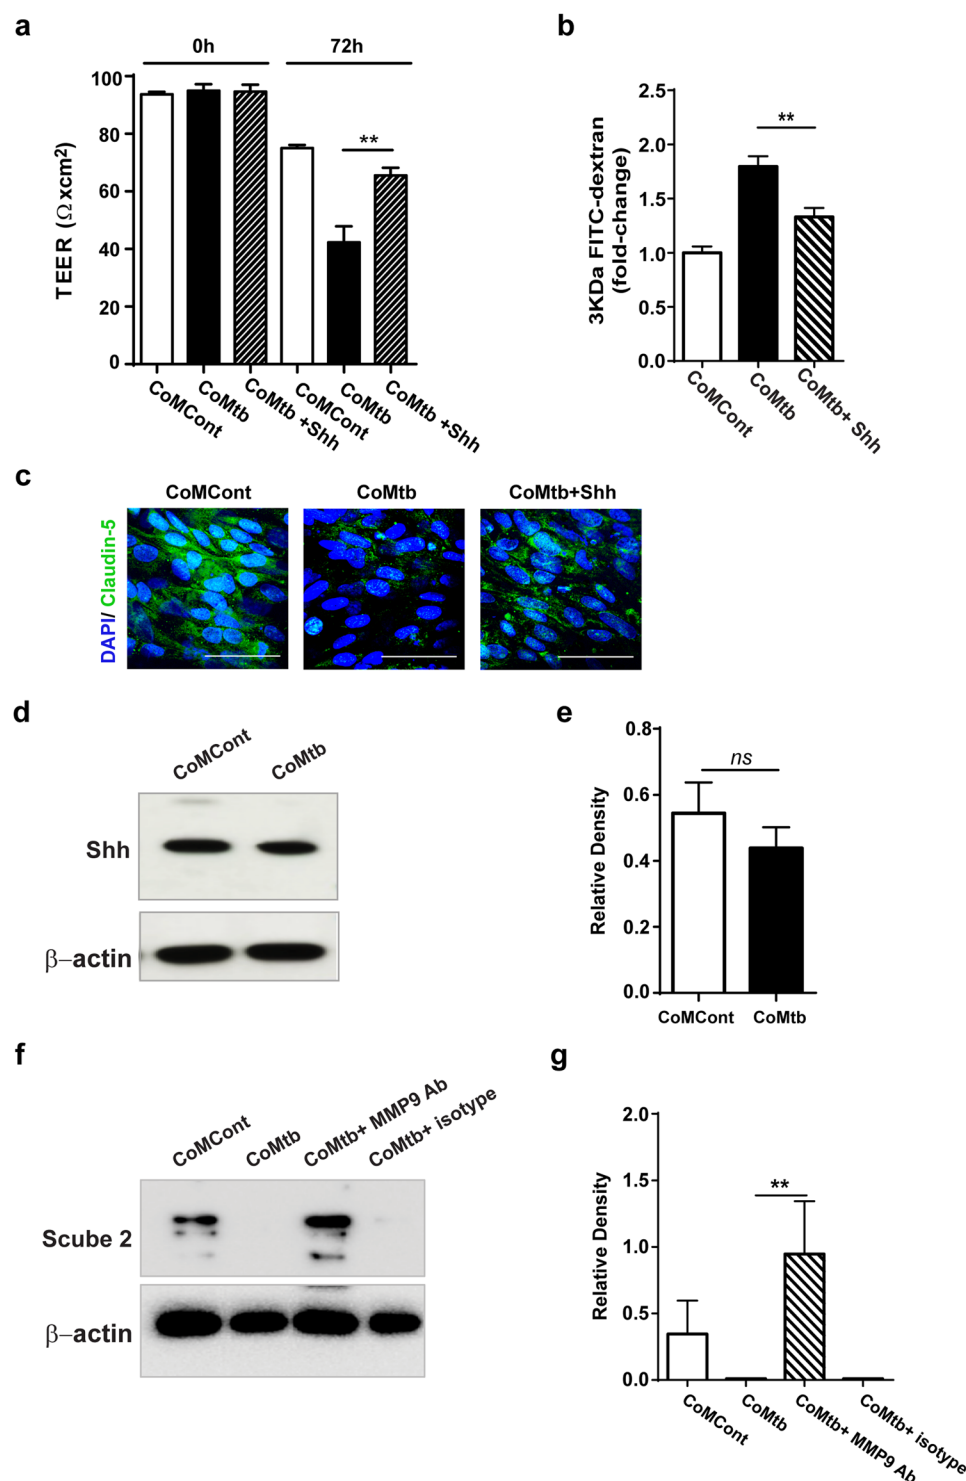 a
0h
72h
TEER (Ωxcm2)
100
80
60
40
20
0
**
CoMCont
CoMtb
CoMtb +Shh
CoMCont
CoMtb
CoMtb +Shh
b
3KDa FITC-dextran
(fold-change)
2.5
2.0
1.5
1.0
0.5
0.0
**
CoMCont
CoMtb
CoMtb+ Shh
c
CoMCont
CoMtb
CoMtb+Shh
DAPI/ Claudin-5
d
CoMCont
CoMtb
Shh
β–actin
e
Relative Density
0.8
0.6
0.4
0.2
0.0
ns
CoMCont
CoMtb
f
CoMCont
CoMtb
CoMtb+ MMP9 Ab
CoMtb+ isotype
Scube 2
β–actin
g
Relative Density
2.0
1.5
1.0
0.5
0.0
**
CoMCont
CoMtb
CoMtb+ MMP9 Ab
CoMtb+ isotype